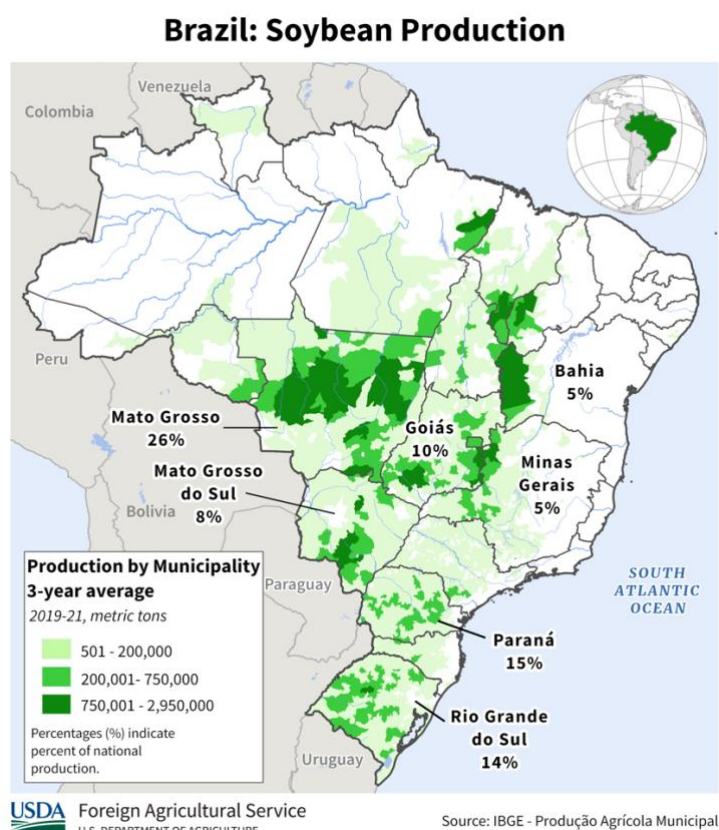 Brazil: Soybean Production
Venezuela
Colombia
Peru
Bahia
5%
Mato Grosso
26%
Goiás
10%
Mato Grosso
do Sul
8%
Minas
Gerais
5%
Bolivia
Production by Municipality
3-year average
2019-21, metric tons
501 - 200,000
200,001- 750,000
750,001 - 2,950,000
Percentages (%) indicate
percent of national
production.
Paraguay
SOUTH
ATLANTIC
OCEAN
Paraná
15%
Rio Grande
do Sul
14%
Uruguay
USDA Foreign Agricultural Service
U.S. DEPARTMENT OF AGRICULTURE
Source: IBGE - Produção Agrícola Municipal